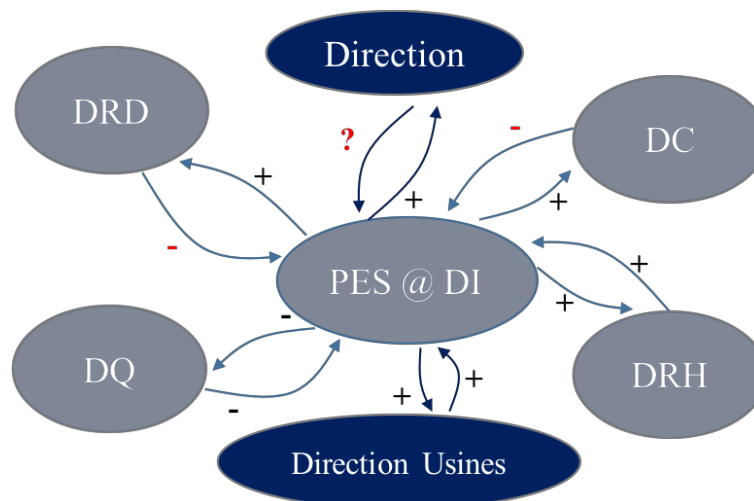 Direction
DRD
DC
?
-
+
+
+
-
PES @ DI
+
+
-
DQ
-
+
+
DRH
Direction Usines